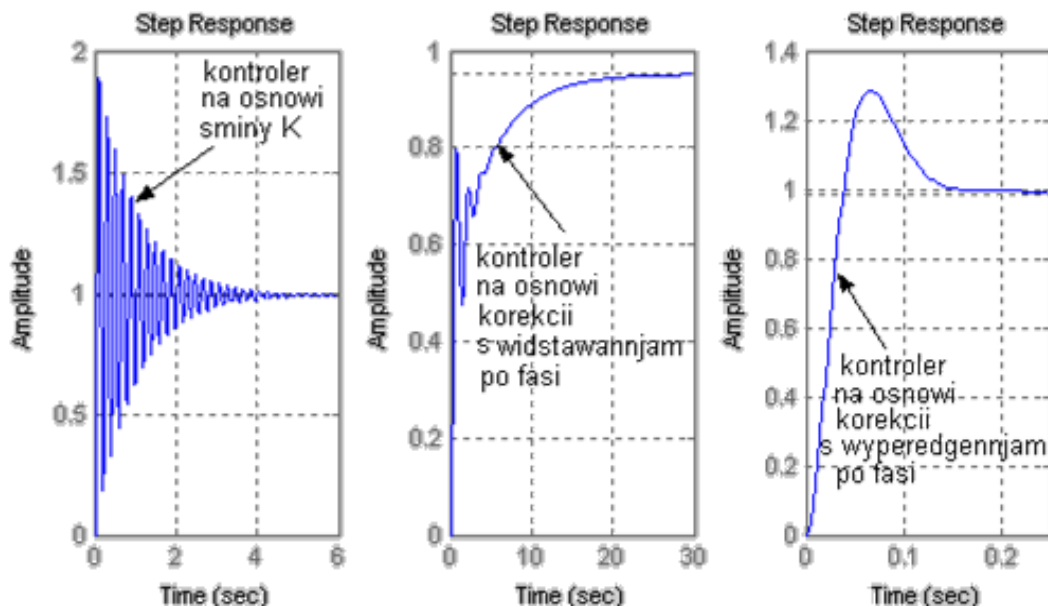 Step Response
2
1.5
1
0.5
0
0
2
4
6
Amplitude
Time (sec)
kontroler
na osnowi
sminy K
Step Response
1
0.8
0.6
0.4
0.2
0
0
10
20
30
Amplitude
Time (sec)
kontroler
na osnowi
korekcii
s widstawahnjam
po fasi
Step Response
1.4
1.2
1
0.8
0.6
0.4
0.2
0
0
0.1
0.2
Amplitude
Time (sec)
kontroler
na osnowi
korekcii
s wyperedgennjam
po fasi